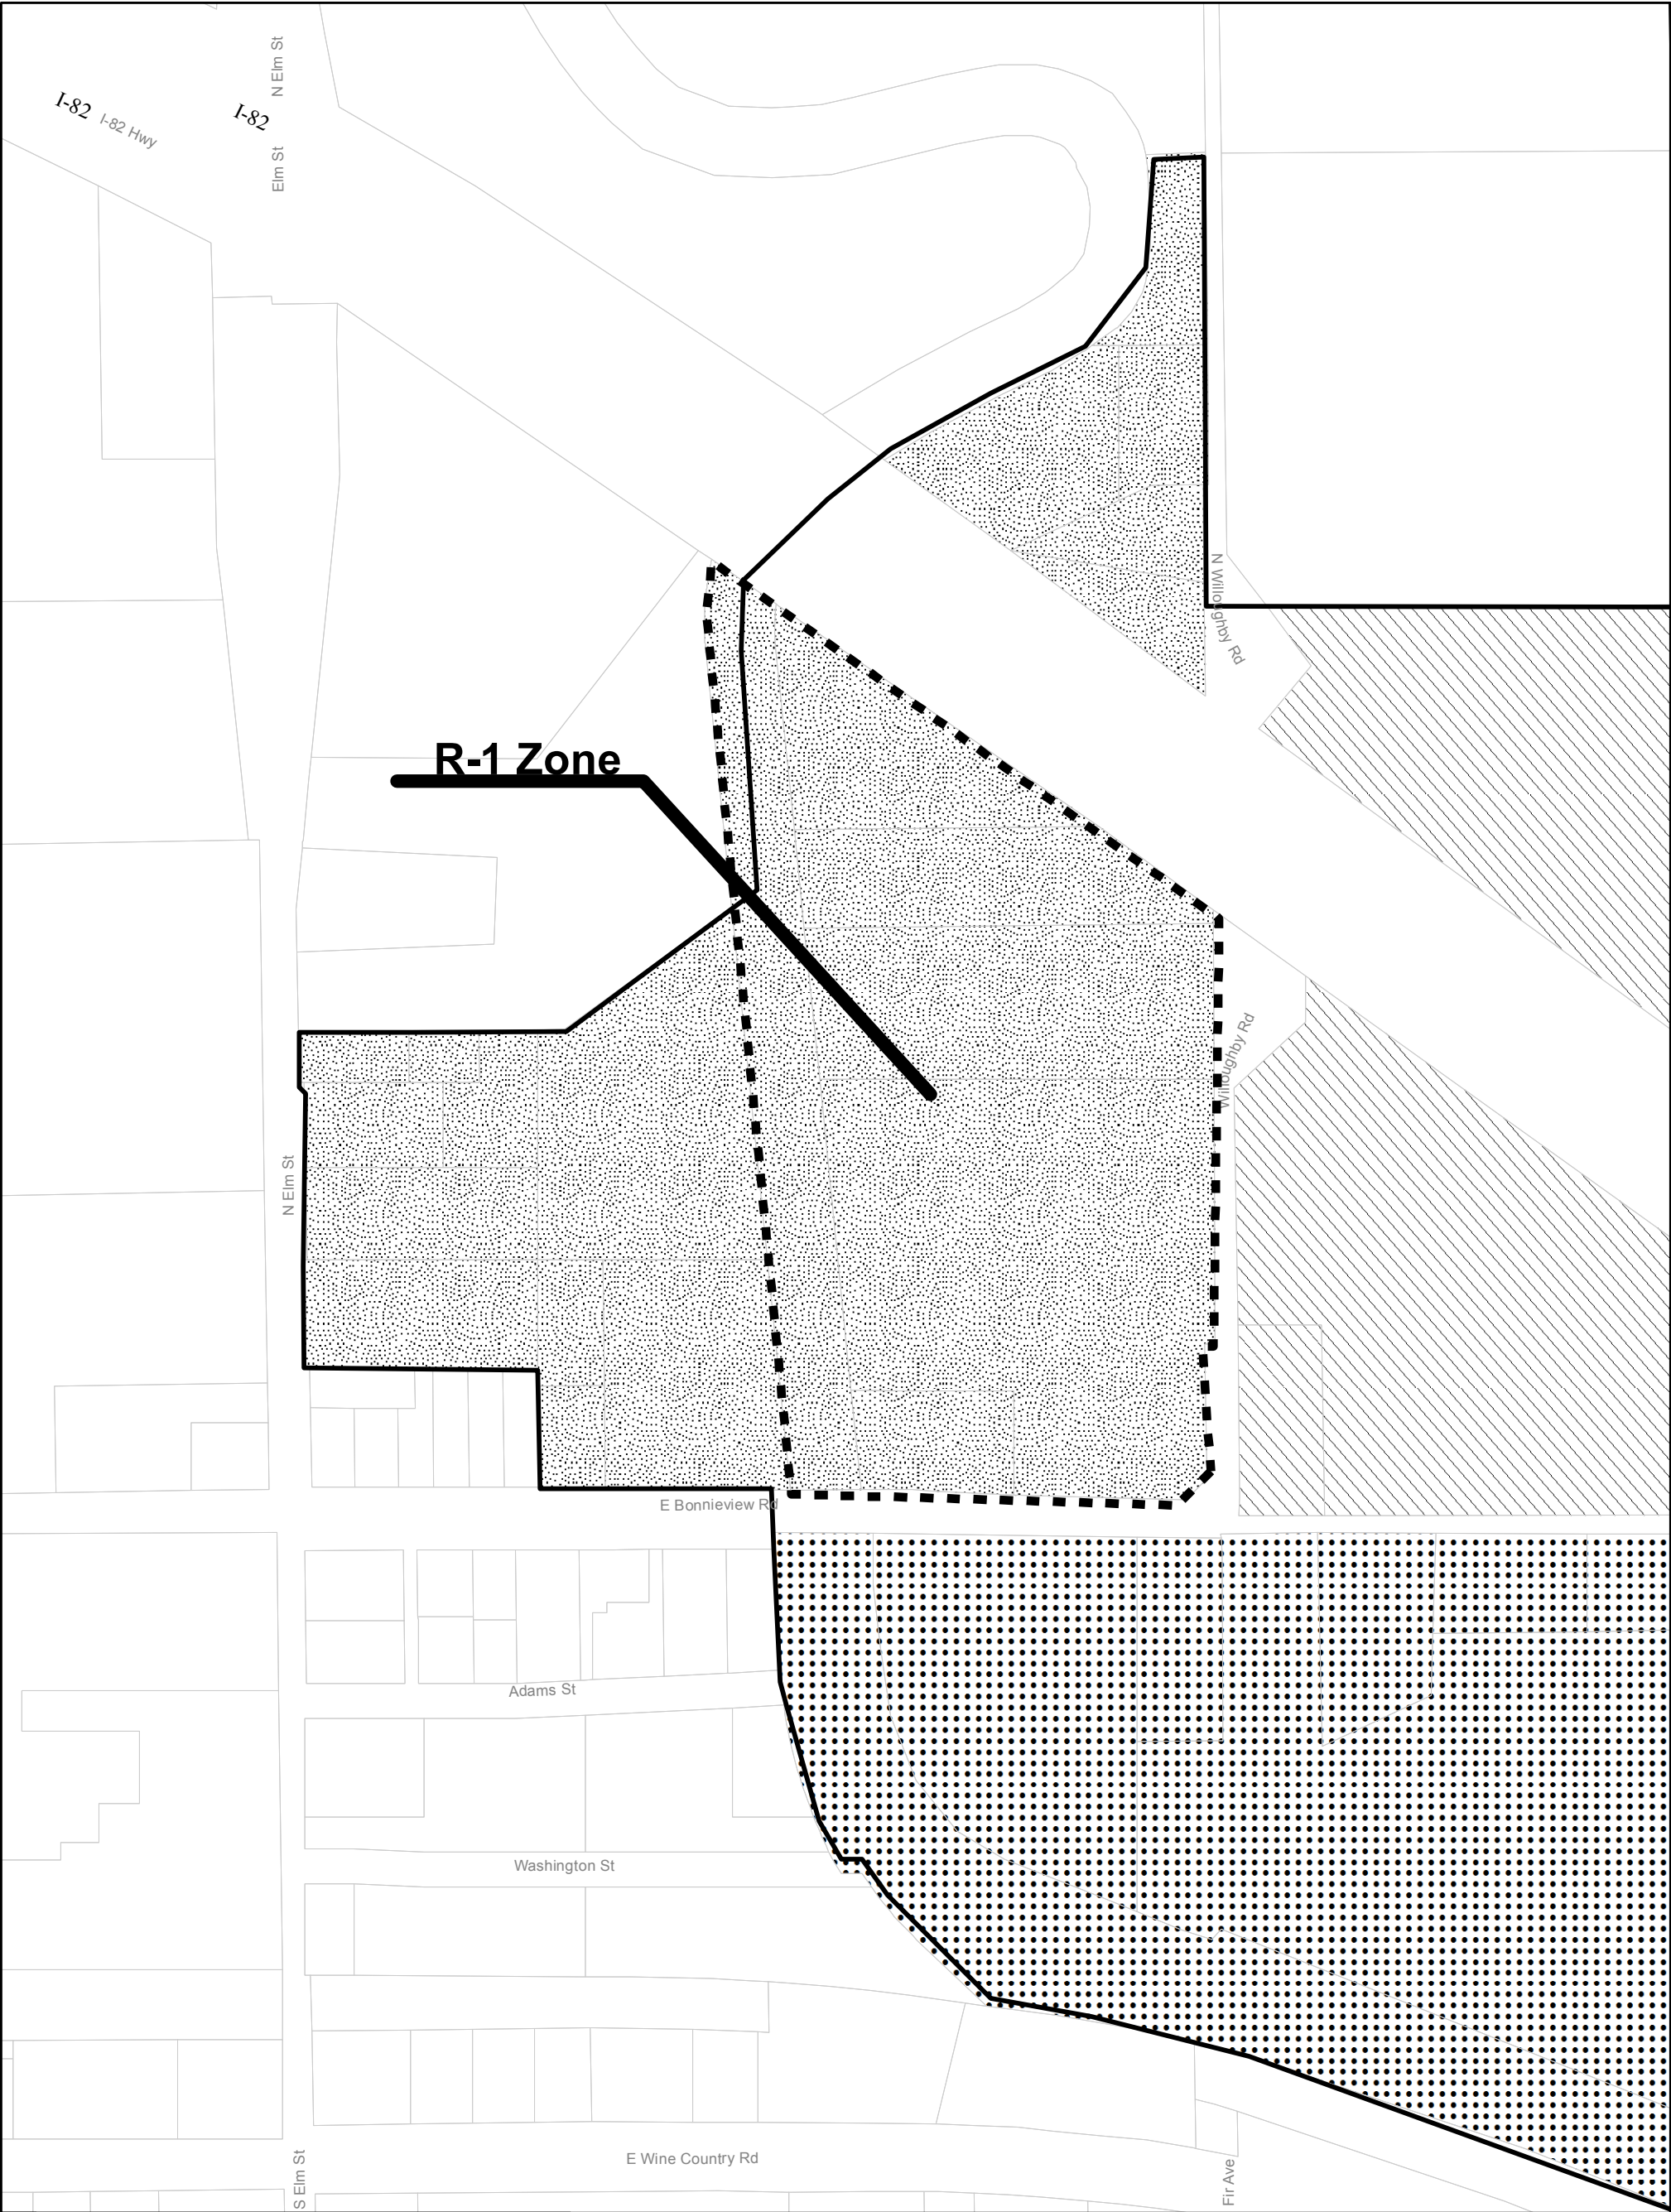 N Elm St
I-82
I-82 Hwy
I-82
Elm St
N Willoughby Rd
R-1 Zone
Willoughby Rd
N Elm St
E Bonnieview Rd
Adams St
Washington St
E Wine Country Rd
S Elm St
Fir Ave